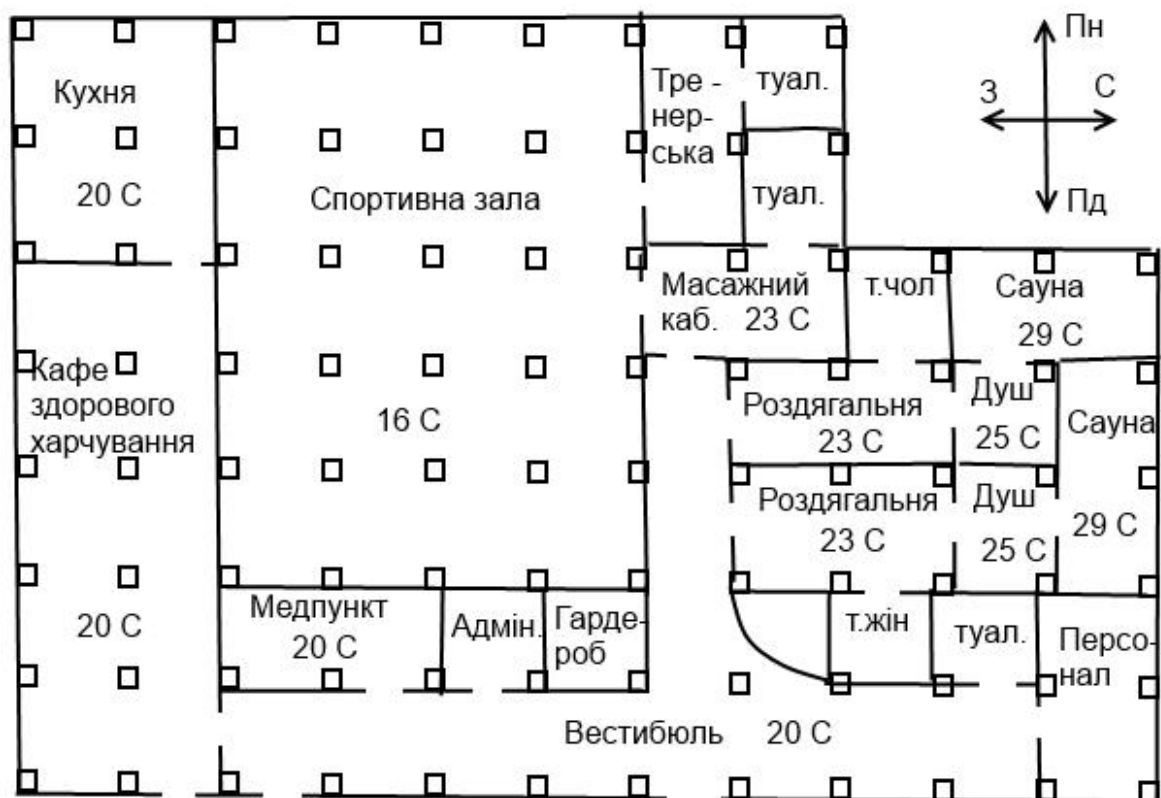 Пн
З
С
Пд
Кухня
20 С
Спортивна зала
16 С
Тре -
нер-
ська
туал.
туал.
Масажний
каб. 23 С
т.чол
Сауна
29 С
Кафе
здорового
харчування
20 С
Роздягальня
23 С
Душ
25 С
Сауна
29 С
Роздягальня
23 С
Душ
25 С
Медпункт
20 С
Адмін.
Гарде-
роб
т.жін
туал.
Персо-
нал
Вестибюль 20 С